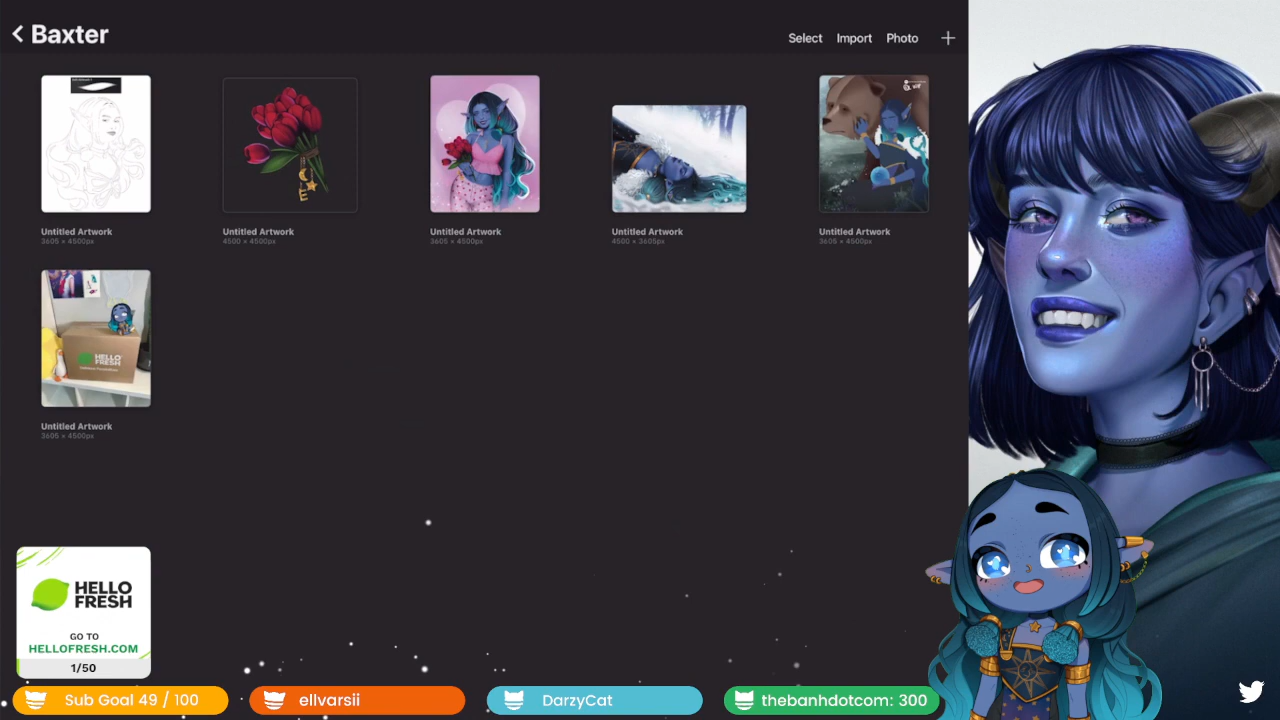 Baxter
Select Import Photo
Untitled Artwork
3605 × 4500px
Untitled Artwork
4500 × 4500px
Untitled Artwork
3605 × 4500px
Untitled Artwork
4500 × 3605px
Untitled Artwork
3605 × 4500px
HELLO
FRESH
Untitled Artwork
3605 × 4500px
HELLO
FRESH
GO TO
HELLOFRESH.COM
1/50
Sub Goal 49 / 100
ellvarsii
DarzyCat
thebanhdotcom: 300